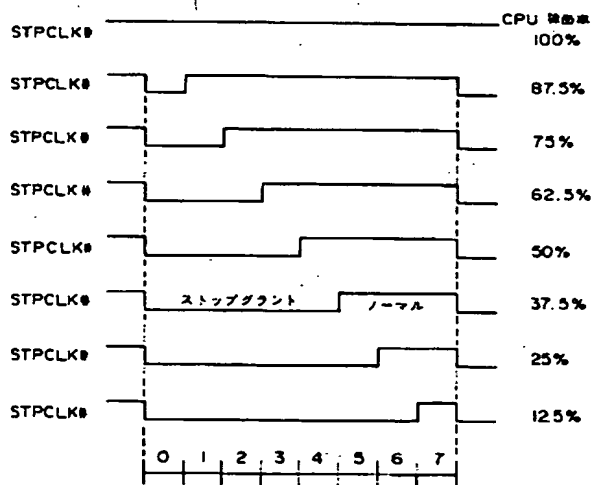 CPU
STPCLK# 100%
STPCLK# 87.5%
STPCLK# 75%
STPCLK# 62.5%
STPCLK# 50%
STPCLK# ストップグラント ノーマル 37.5%
STPCLK# 25%
STPCLK# 12.5%
0 1 2 3 4 5 6 7